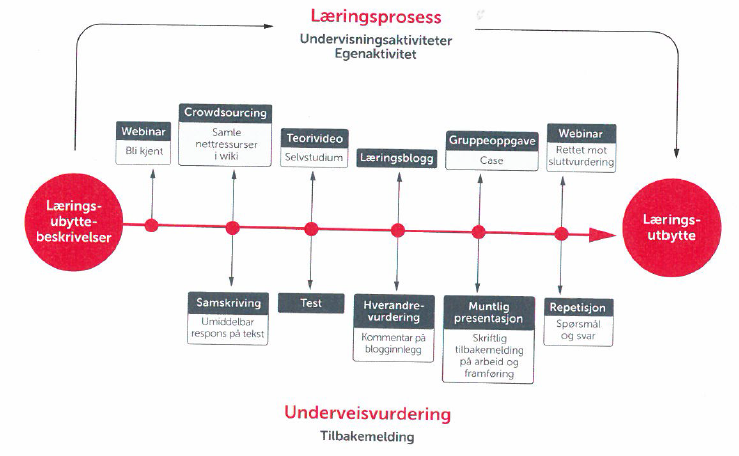 Læringsprosess
Undervisningsaktiviteter
Egenaktivitet
Webinar
Bli kjent
Crowdsourcing
Samle
nettressurser
i wiki
Teorivideo
Selvstudium
Læringsblogg
Gruppeoppgave
Case
Webinar
Rettet mot
sluttvurdering
Lærings-
ubytte-
beskrivelser
Lærings-
utbytte
Samskriving
Umiddelbar
respons på tekst
Test
Hverandre-
vurdering
Kommentar på
blogginnlegg
Muntlig
presentasjon
Skriftlig
tilbakemelding
på arbeid og
framføring
Repetisjon
Spørsmål
og svar
Underveisvurdering
Tilbakemelding